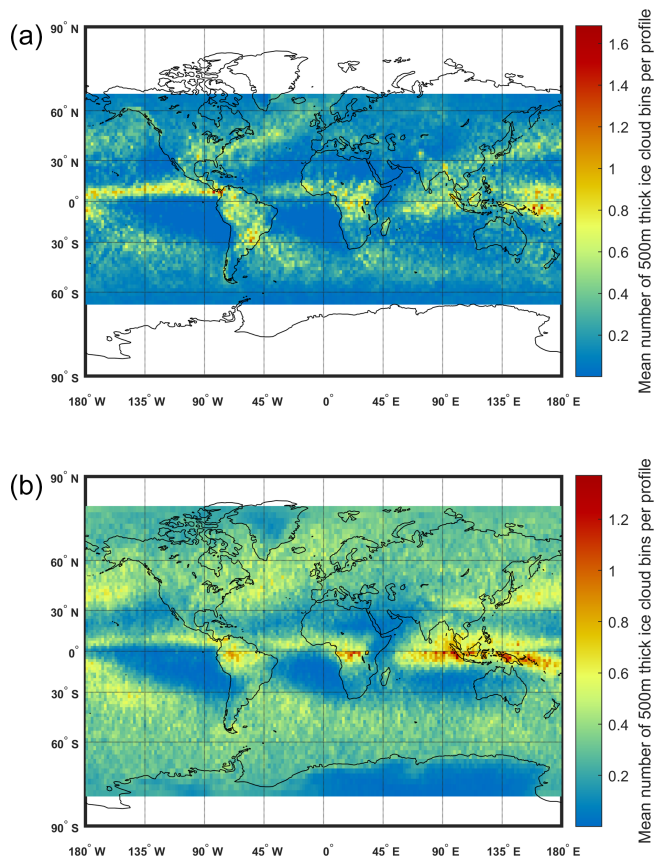 (a)
90° N
60° N
30° N
0°
30° S
60° S
90° S
180° W 135° W 90° W 45° W 0° 45° E 90° E 135° E 180° E
1.6
1.4
1.2
1
0.8
0.6
0.4
0.2
Mean number of 500m thick ice cloud bins per profile
(b)
90° N
60° N
30° N
0°
30° S
60° S
90° S
180° W 135° W 90° W 45° W 0° 45° E 90° E 135° E 180° E
1.2
1
0.8
0.6
0.4
0.2
Mean number of 500m thick ice cloud bins per profile